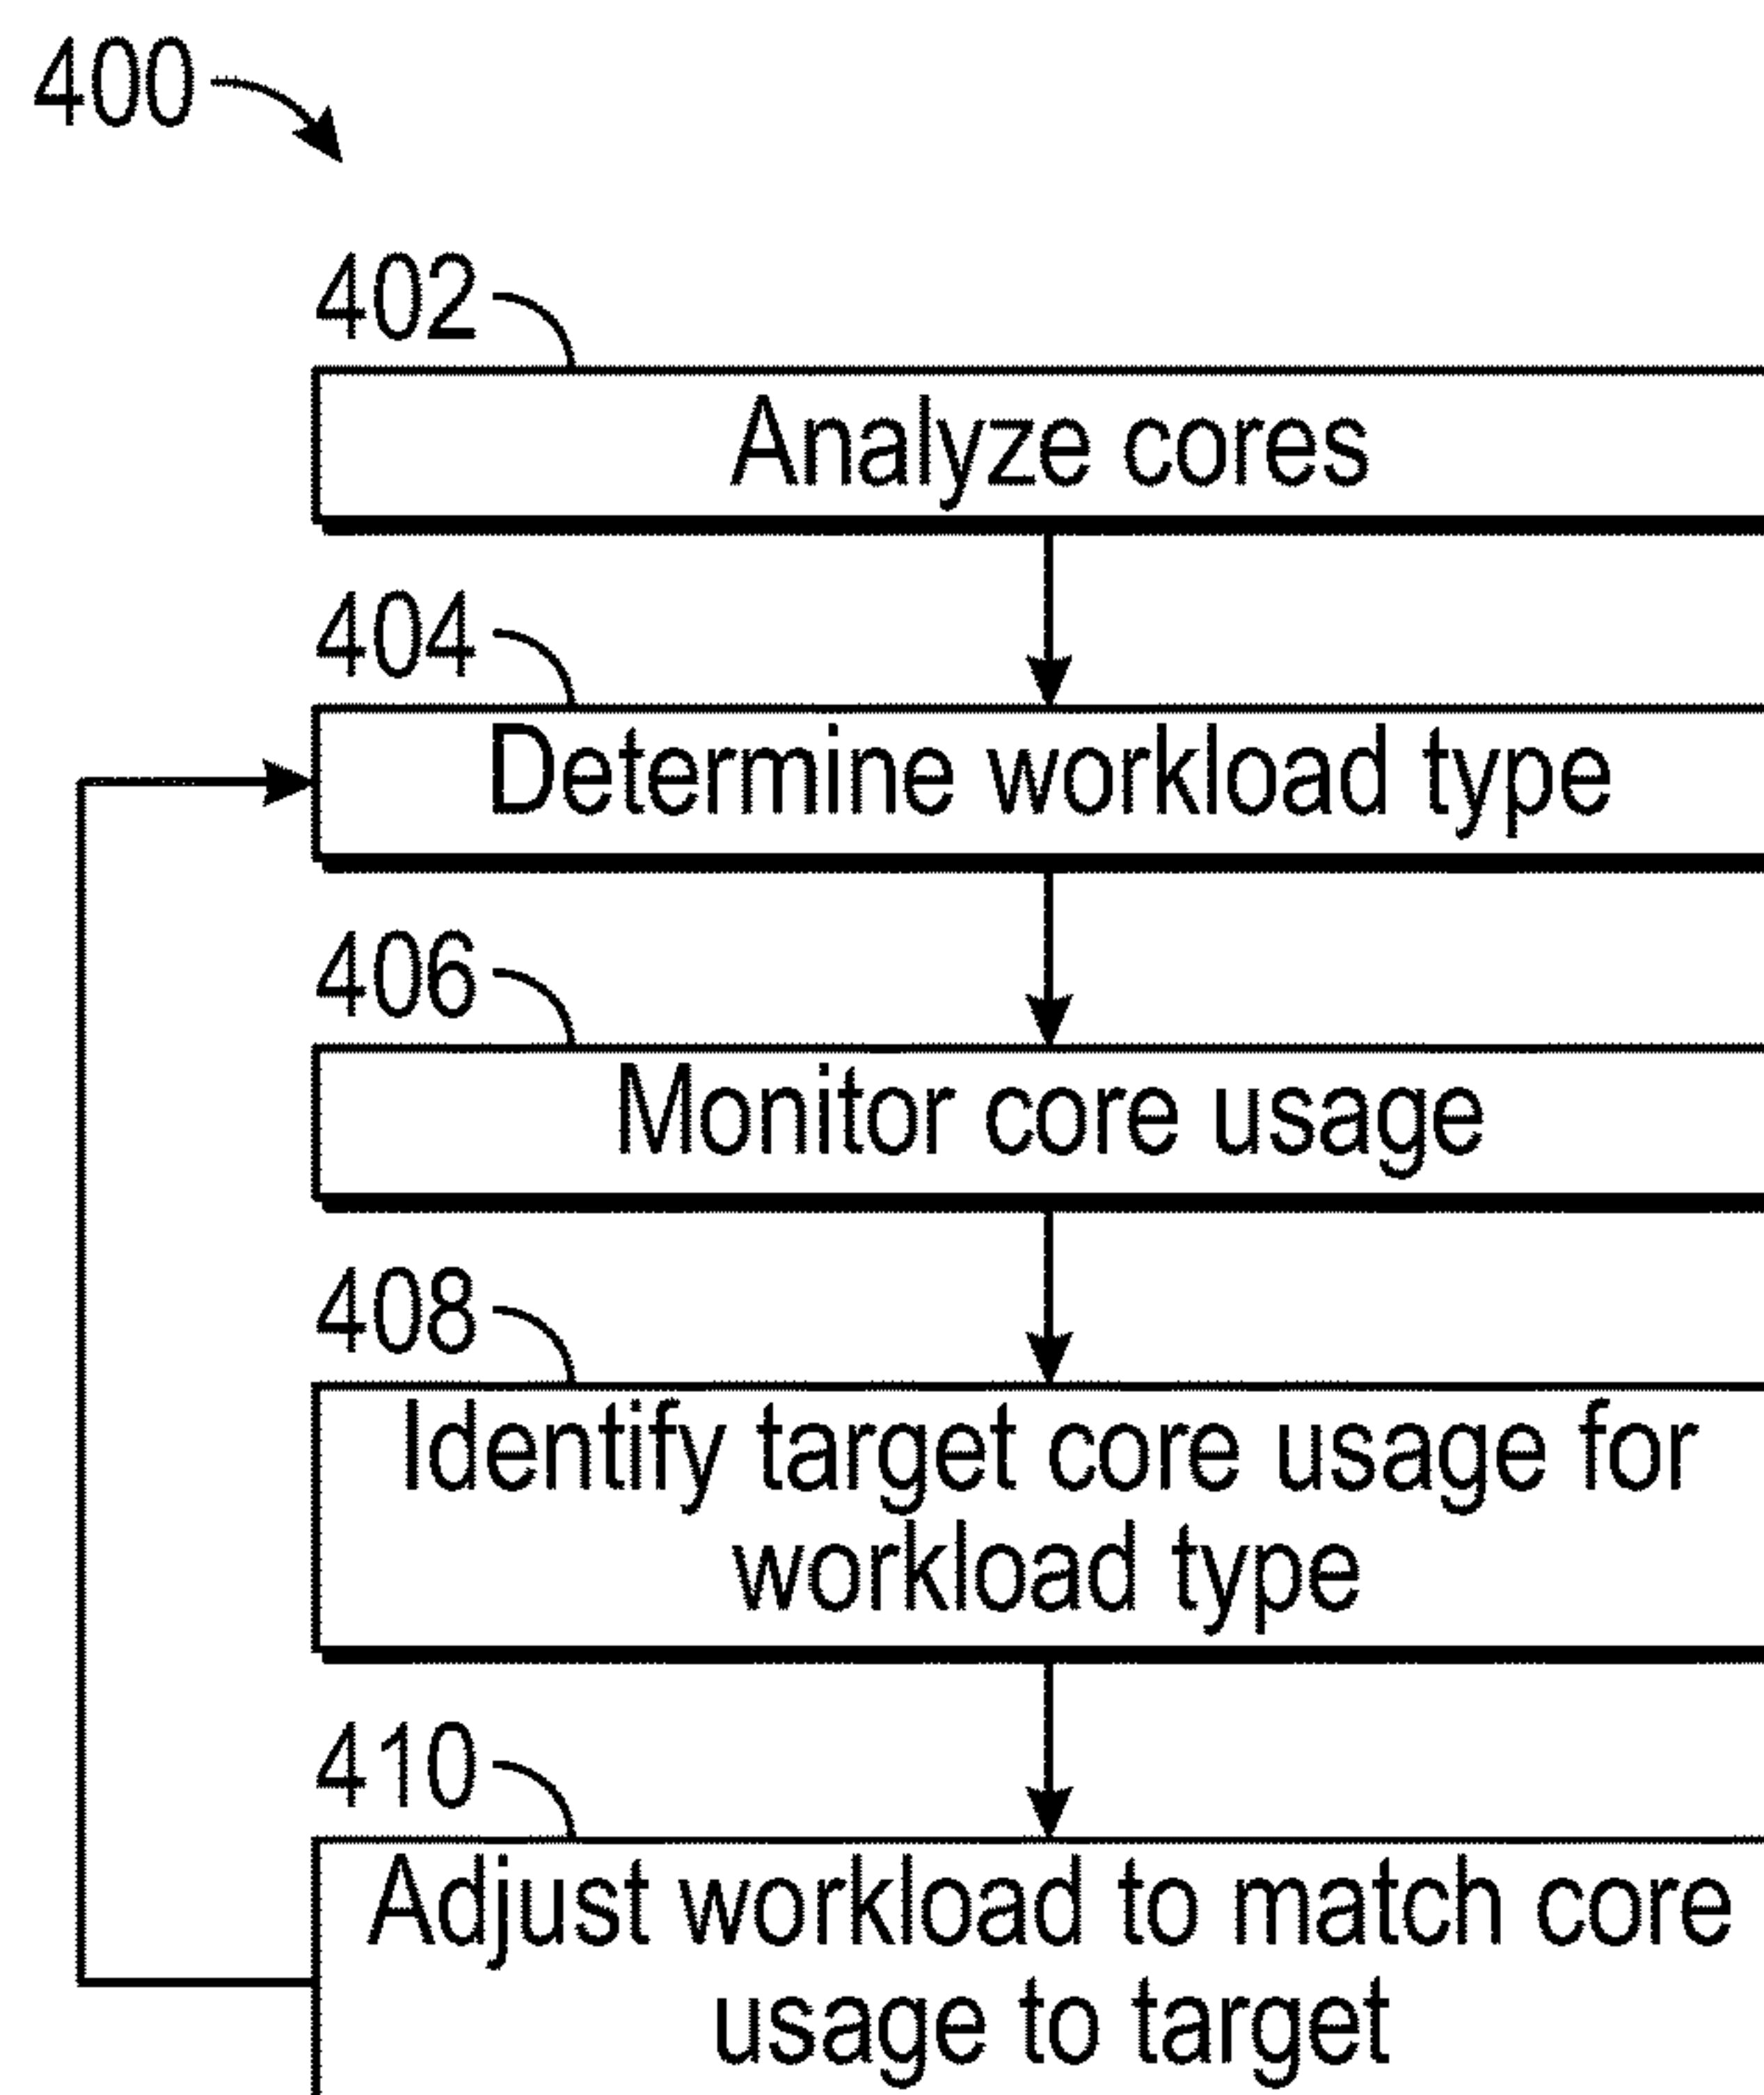 400
402
Analyze cores
404
Determine workload type
406
Monitor core usage
408
Identify target core usage for
workload type
410
Adjust workload to match core
usage to target